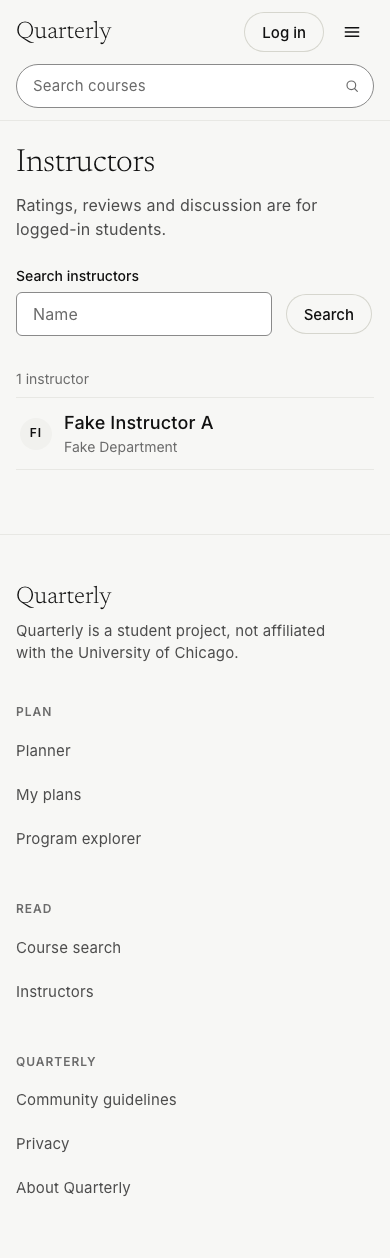 Quarterly
Log in
Search courses
Instructors
Ratings, reviews and discussion are for
logged-in students.
Search instructors
Name
Search
1 instructor
FI
Fake Instructor A
Fake Department
Quarterly
Quarterly is a student project, not affiliated
with the University of Chicago.
PLAN
Planner
My plans
Program explorer
READ
Course search
Instructors
QUARTERLY
Community guidelines
Privacy
About Quarterly